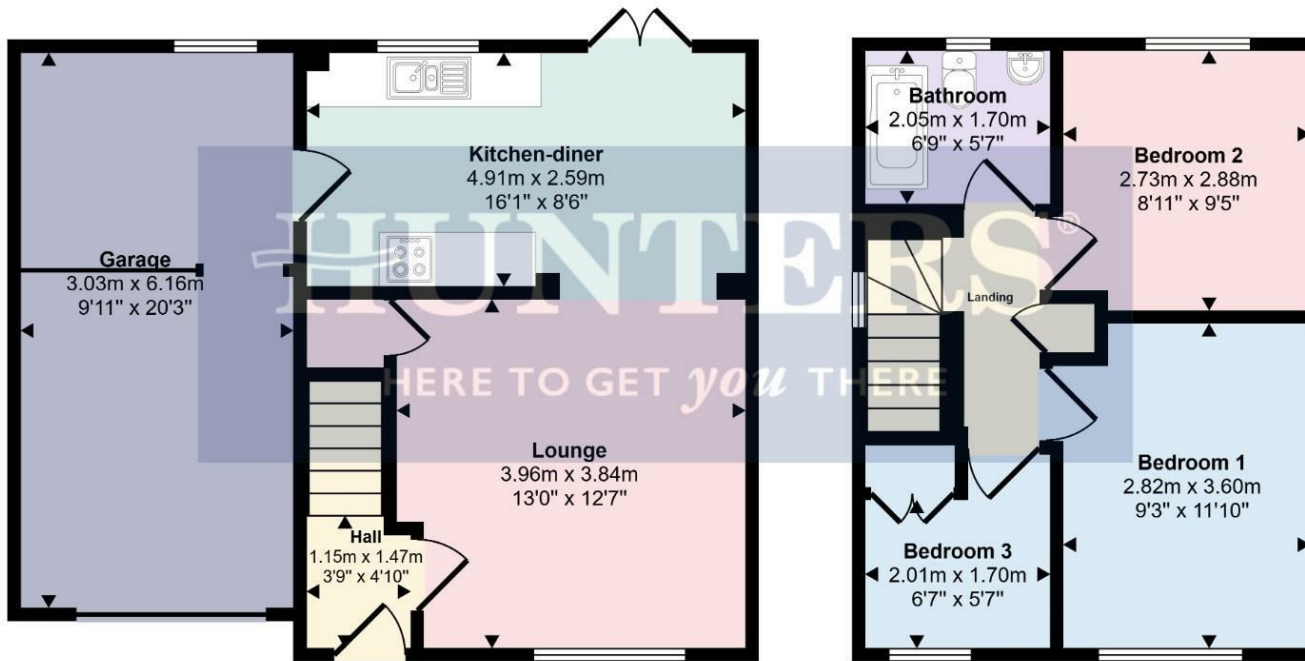 Kitchen-diner
4.91m x 2.59m
16'1" x 8'6"
Garage
3.03m x 6.16m
9'11" x 20'3"
Lounge
3.96m x 3.84m
13'0" x 12'7"
Hall
1.15m x 1.47m
3'9" x 4'10"
Bathroom
2.05m x 1.70m
6'9" x 5'7"
Bedroom 2
2.73m x 2.88m
8'11" x 9'5"
Landing
Bedroom 1
2.82m x 3.60m
9'3" x 11'10"
Bedroom 3
2.01m x 1.70m
6'7" x 5'7"
HUNTERS®
HERE TO GET you THERE